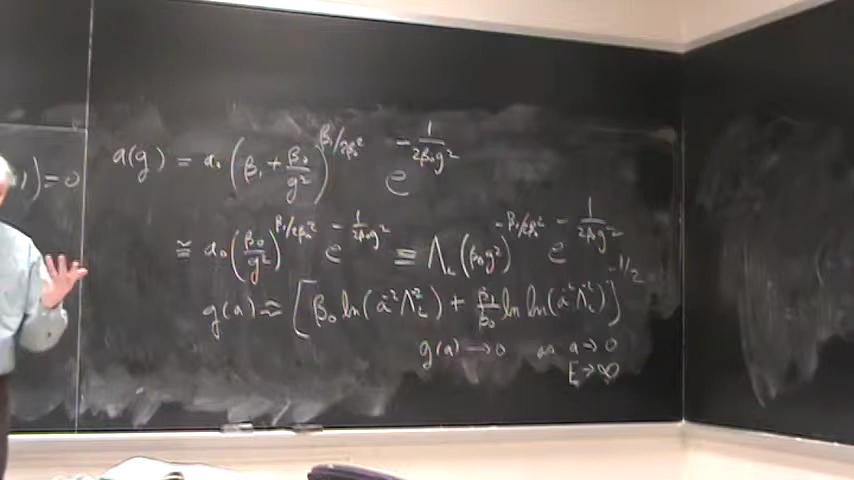 ) = 0
a(g) = a₀ (β₁ + β₀/g²)^{β₁/2β₀²} e^{-1/2β₀g²}
≅ a₀ (β₀/g²)^{β₁/2β₀²} e^{-1/2β₀g²} = Λ_L (β₀g²)^{-β₁/2β₀²} e^{-1/2β₀g²}
g(a) ≈ [β₀ ln(a⁻²Λ_L⁻²) + β₁/β₀ ln ln(a⁻²Λ_L⁻²)]^{-1/2}
g(a) → 0 as a → 0
E → ∞